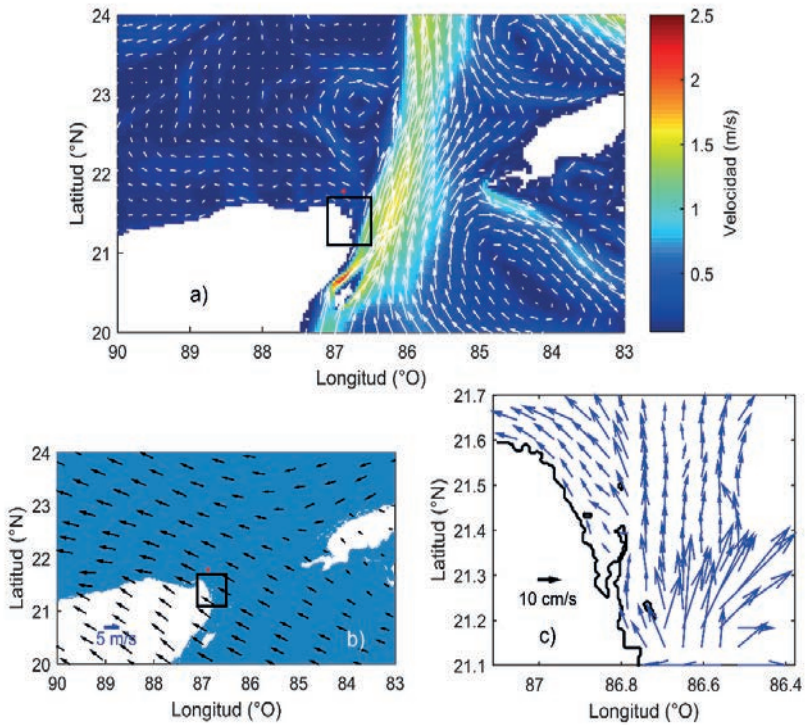 24
23
22
21
20
Latitud (°N)
90 89 88 87 86 85 84 83
Longitud (°O)
a)
2.5
2
1.5
1
0.5
Velocidad (m/s)
24
23
22
21
20
Latitud (°N)
90 89 88 87 86 85 84 83
Longitud (°O)
5 m/s
b)
21.7
21.6
21.5
21.4
21.3
21.2
21.1
Latitud (°N)
87 86.8 86.6 86.4
Longitud (°O)
10 cm/s
c)